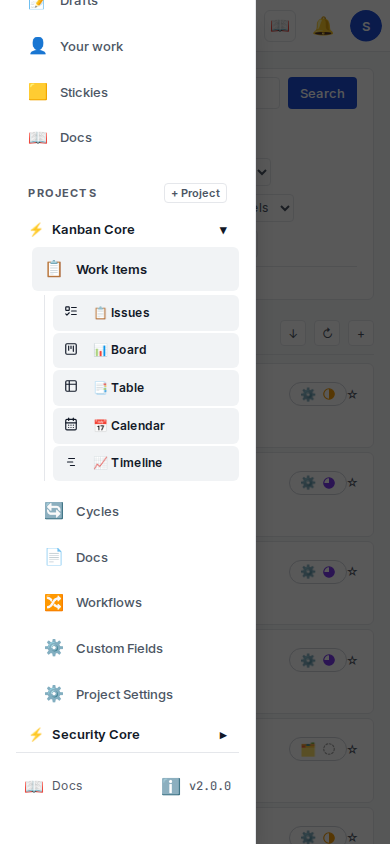 Drafts
Your work
Stickies
Docs
PROJECTS
+ Project
Kanban Core
Work Items
Issues
Board
Table
Calendar
Timeline
Cycles
Docs
Workflows
Custom Fields
Project Settings
Security Core
Docs
v2.0.0
S
Search
els